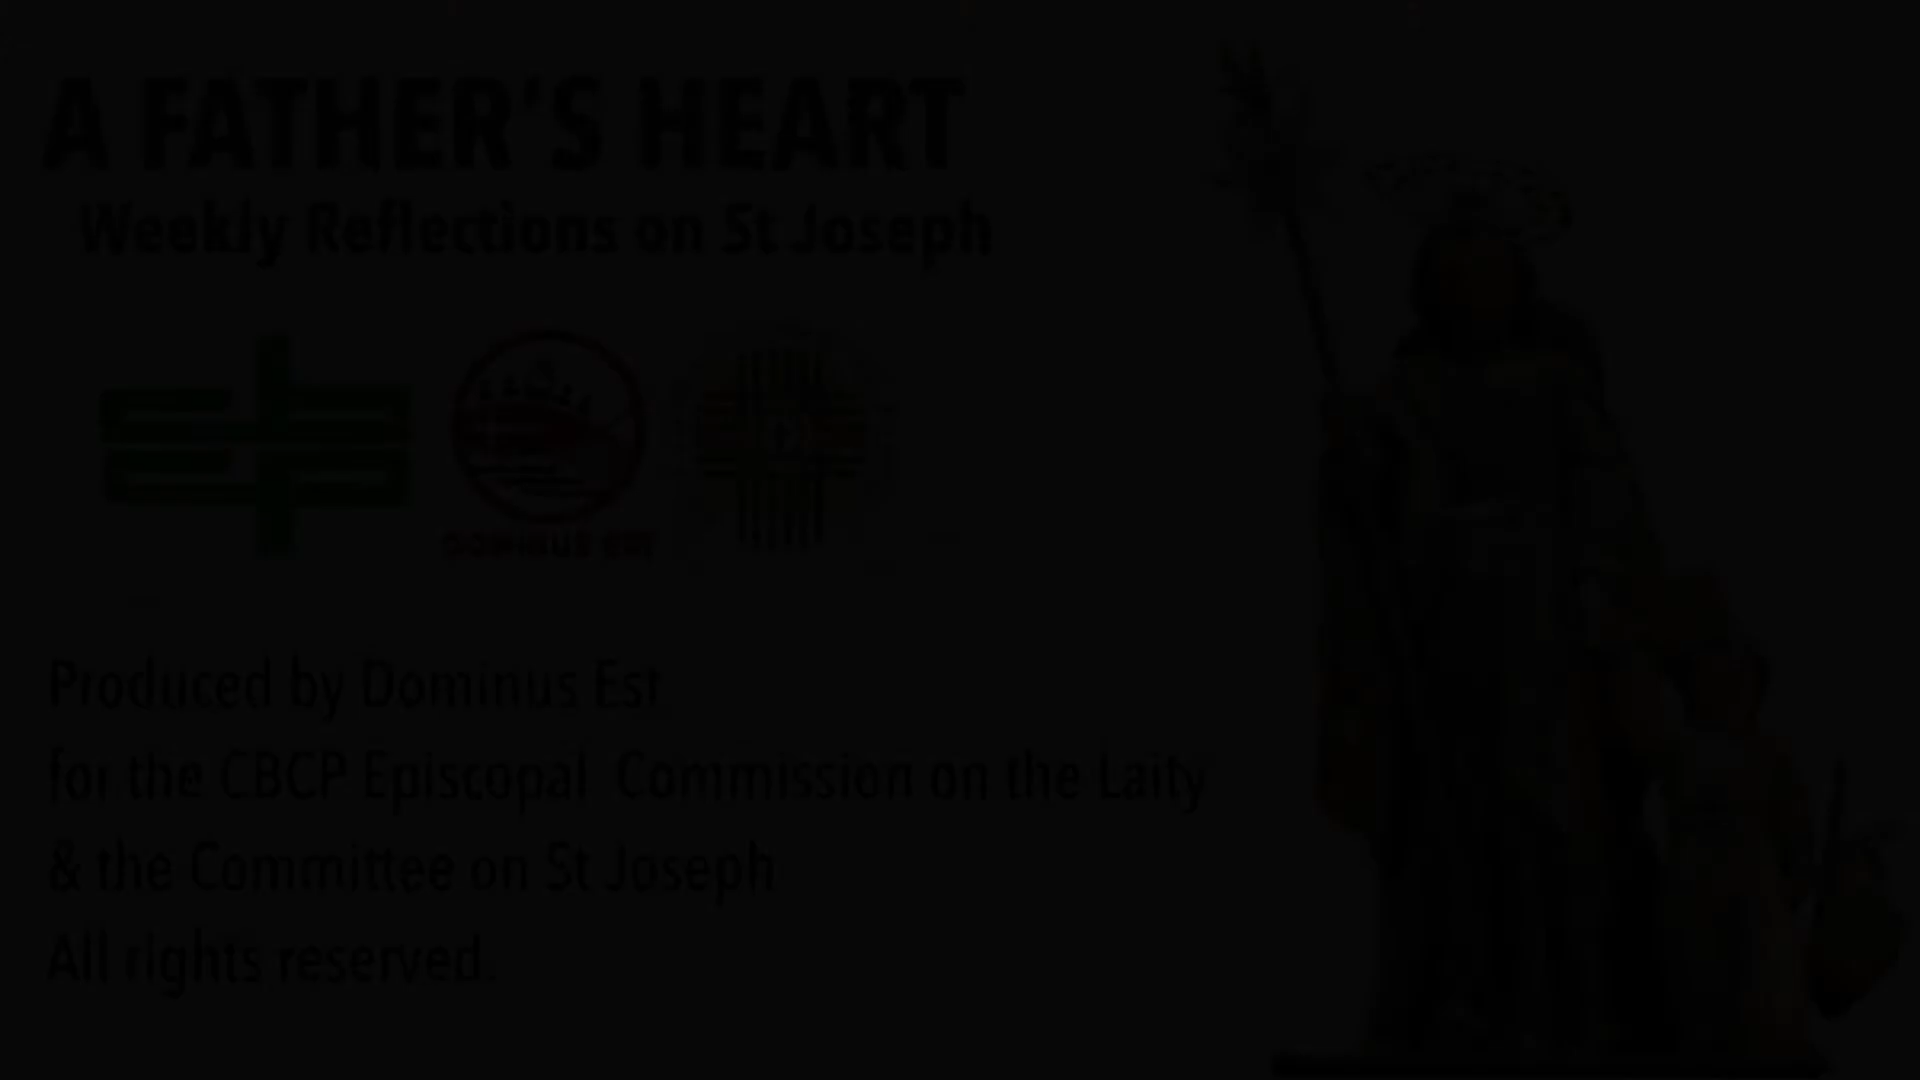 A FATHER'S HEART
Weekly Reflections on St Joseph
DOMINUS EST
Produced by Dominus Est
for the CBCP Episcopal Commission on the Laity
& the Committee on St Joseph
All rights reserved.